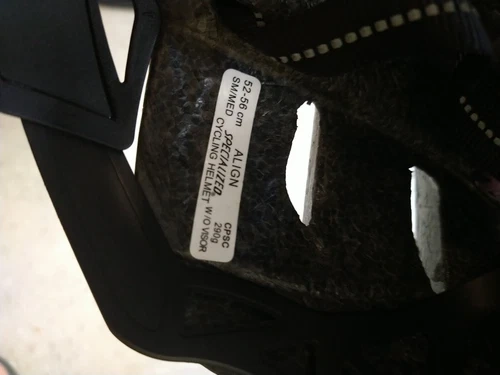 52-56 cm
SM/MED
ALIGN
SPECIALIZED
CYCLING HELMET W/O VISOR
CPSC
290g